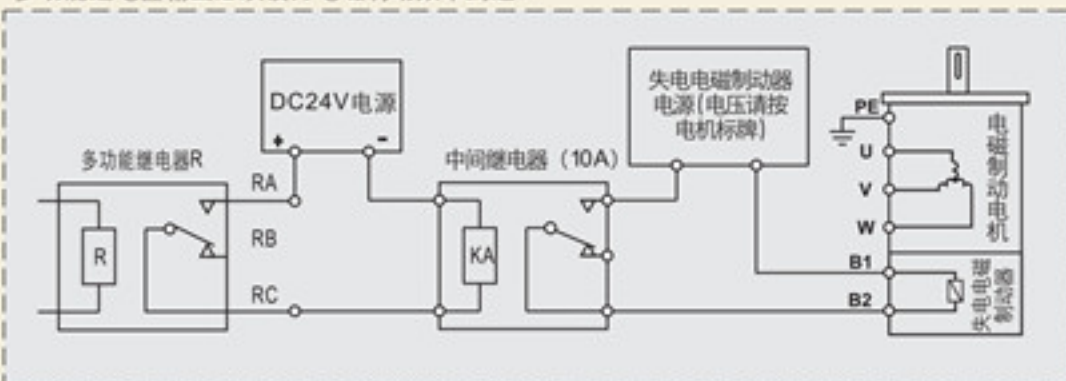 DC24V电源
+ -
失电电磁制动器
电源(电压请按
电机标牌)
多功能继电器R
中间继电器（10A）
RA
RB
RC
R
KA
PE
U
V
W
B1
B2
电磁制动电机
失电电磁
制动器